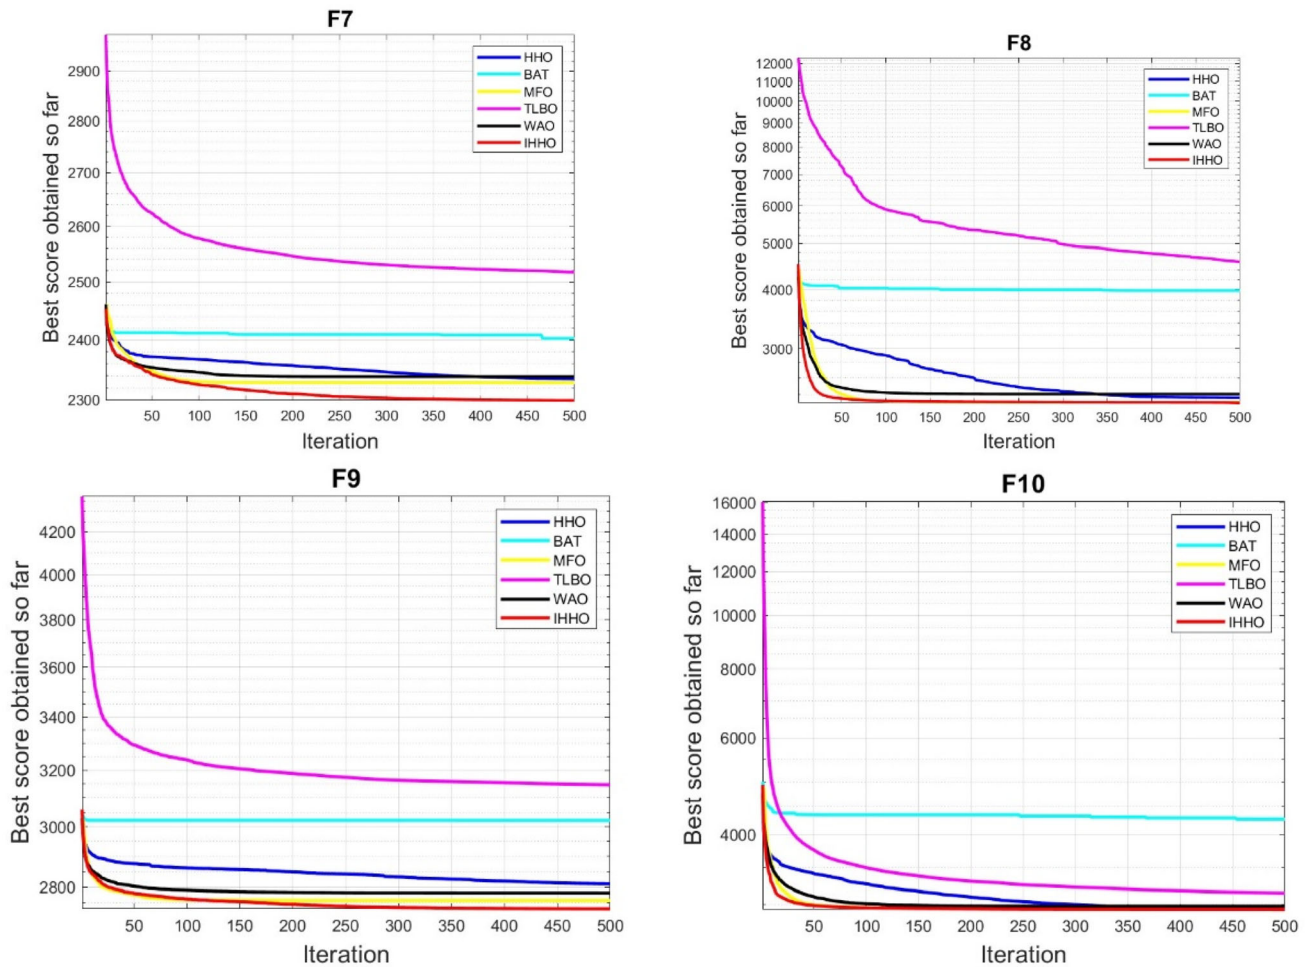 F7
Best score obtained so far
2900
2800
2700
2600
2500
2400
2300
50 100 150 200 250 300 350 400 450 500
Iteration
HHO
BAT
MFO
TLBO
WAO
IHHO
F8
Best score obtained so far
12000
11000
10000
9000
8000
7000
6000
5000
4000
3000
50 100 150 200 250 300 350 400 450 500
Iteration
HHO
BAT
MFO
TLBO
WAO
IHHO
F9
Best score obtained so far
4200
4000
3800
3600
3400
3200
3000
2800
50 100 150 200 250 300 350 400 450 500
Iteration
HHO
BAT
MFO
TLBO
WAO
IHHO
F10
Best score obtained so far
16000
14000
12000
10000
8000
6000
4000
50 100 150 200 250 300 350 400 450 500
Iteration
HHO
BAT
MFO
TLBO
WAO
IHHO